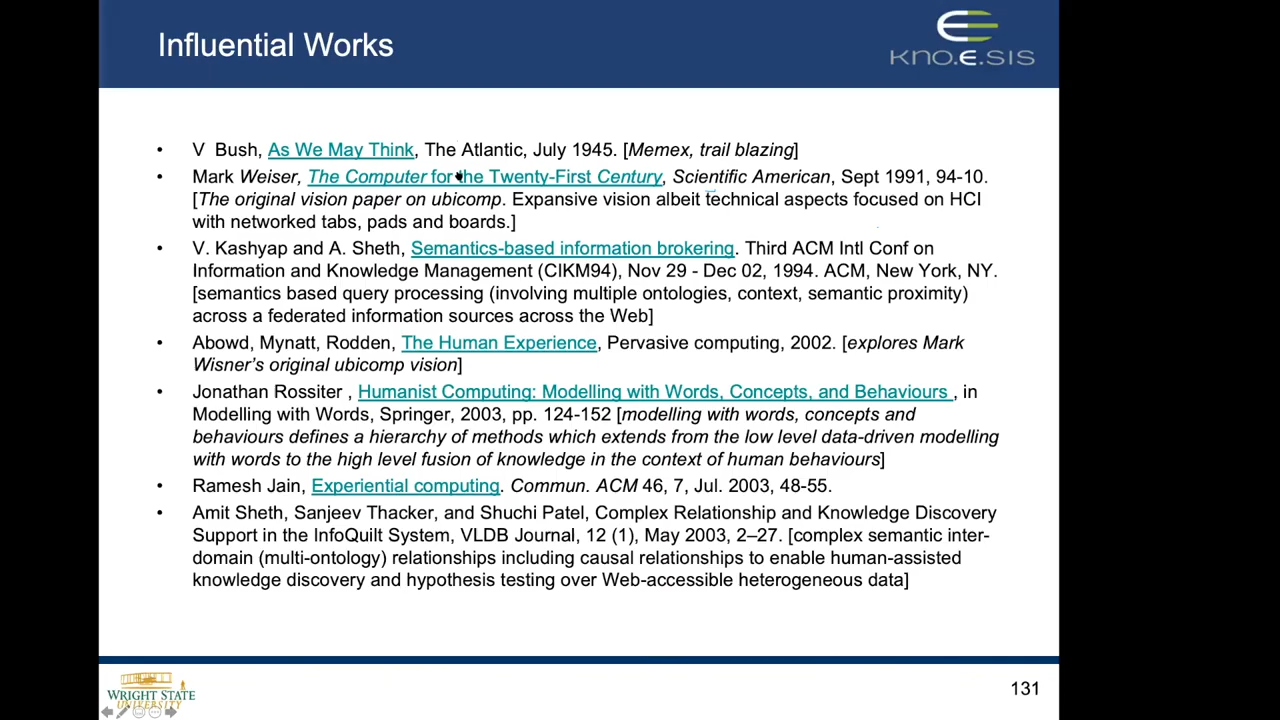 Influential Works
kno.e.sis
• V Bush, As We May Think, The Atlantic, July 1945. [Memex, trail blazing]
• Mark Weiser, The Computer for the Twenty-First Century, Scientific American, Sept 1991, 94-10.
[The original vision paper on ubicomp. Expansive vision albeit technical aspects focused on HCI
with networked tabs, pads and boards.]
• V. Kashyap and A. Sheth, Semantics-based information brokering. Third ACM Intl Conf on
Information and Knowledge Management (CIKM94), Nov 29 - Dec 02, 1994. ACM, New York, NY.
[semantics based query processing (involving multiple ontologies, context, semantic proximity)
across a federated information sources across the Web]
• Abowd, Mynatt, Rodden, The Human Experience, Pervasive computing, 2002. [explores Mark
Wisner's original ubicomp vision]
• Jonathan Rossiter , Humanist Computing: Modelling with Words, Concepts, and Behaviours , in
Modelling with Words, Springer, 2003, pp. 124-152 [modelling with words, concepts and
behaviours defines a hierarchy of methods which extends from the low level data-driven modelling
with words to the high level fusion of knowledge in the context of human behaviours]
• Ramesh Jain, Experiential computing. Commun. ACM 46, 7, Jul. 2003, 48-55.
• Amit Sheth, Sanjeev Thacker, and Shuchi Patel, Complex Relationship and Knowledge Discovery
Support in the InfoQuilt System, VLDB Journal, 12 (1), May 2003, 2–27. [complex semantic inter-
domain (multi-ontology) relationships including causal relationships to enable human-assisted
knowledge discovery and hypothesis testing over Web-accessible heterogeneous data]
WRIGHT STATE
UNIVERSITY
131